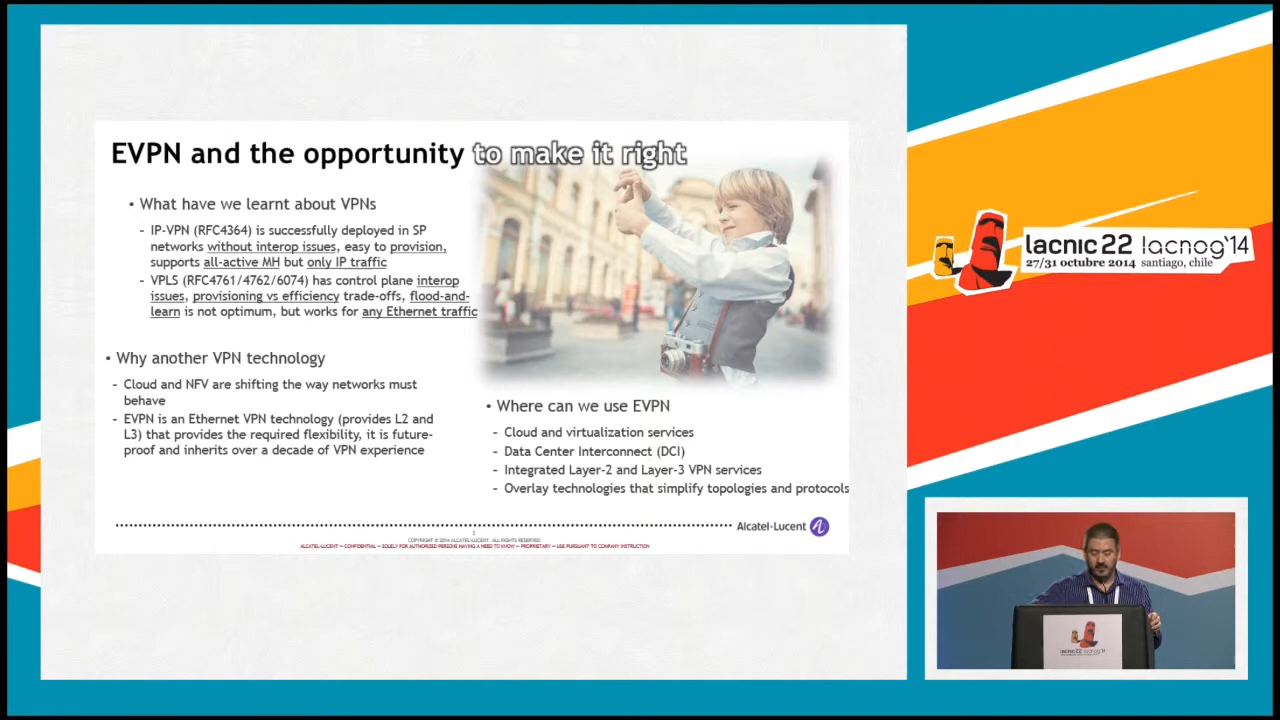 EVPN and the opportunity to make it right
• What have we learnt about VPNs
- IP-VPN (RFC4364) is successfully deployed in SP
networks without interop issues, easy to provision,
supports all-active MH but only IP traffic
- VPLS (RFC4761/4762/6074) has control plane interop
issues, provisioning vs efficiency trade-offs, flood-and-
learn is not optimum, but works for any Ethernet traffic
• Why another VPN technology
- Cloud and NFV are shifting the way networks must
behave
- EVPN is an Ethernet VPN technology (provides L2 and
L3) that provides the required flexibility, it is future-
proof and inherits over a decade of VPN experience
• Where can we use EVPN
- Cloud and virtualization services
- Data Center Interconnect (DCI)
- Integrated Layer-2 and Layer-3 VPN services
- Overlay technologies that simplify topologies and protocols
Alcatel·Lucent
COPYRIGHT © 2014 ALCATEL-LUCENT. ALL RIGHTS RESERVED.
ALCATEL-LUCENT — CONFIDENTIAL — SOLELY FOR AUTHORIZED PERSONS HAVING A NEED TO KNOW — PROPRIETARY — USE PURSUANT TO COMPANY INSTRUCTION
lacnic 22 lacnog'14
27/31 octubre 2014 santiago, chile
lacnic 22 lacnog'14